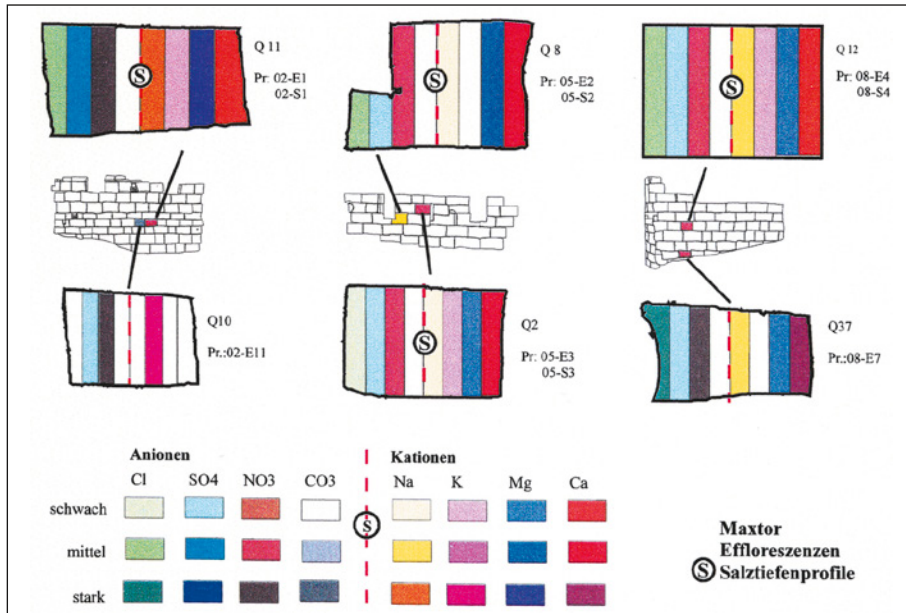 Q 11
Pr: 02-E1
02-S1
S
Q 8
Pr: 05-E2
05-S2
S
Q 12
Pr: 08-E4
08-S4
S
Q10
Pr.:02-E11
Q2
Pr: 05-E3
05-S3
S
Q37
Pr.:08-E7
Anionen
Kationen
Cl SO4 NO3 CO3 Na K Mg Ca
schwach
S
mittel
stark
Maxtor
Effloreszenzen
S Salztiefenprofile